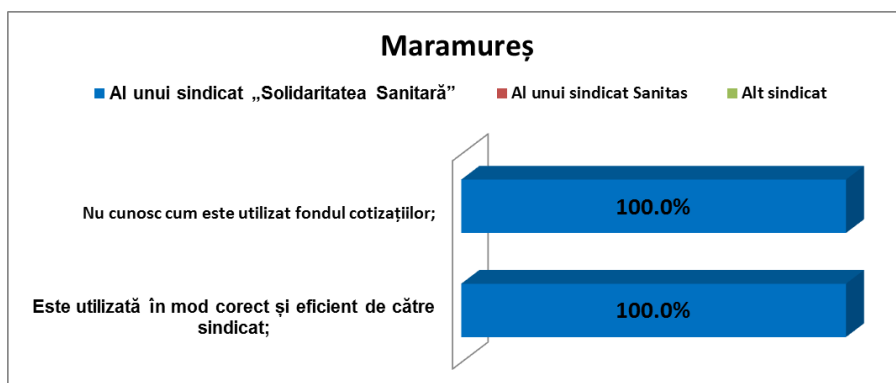 Maramureș
Al unui sindicat „Solidaritatea Sanitară” Al unui sindicat Sanitas Alt sindicat
Nu cunosc cum este utilizat fondul cotizațiilor;
100.0%
Este utilizată în mod corect și eficient de către
sindicat;
100.0%